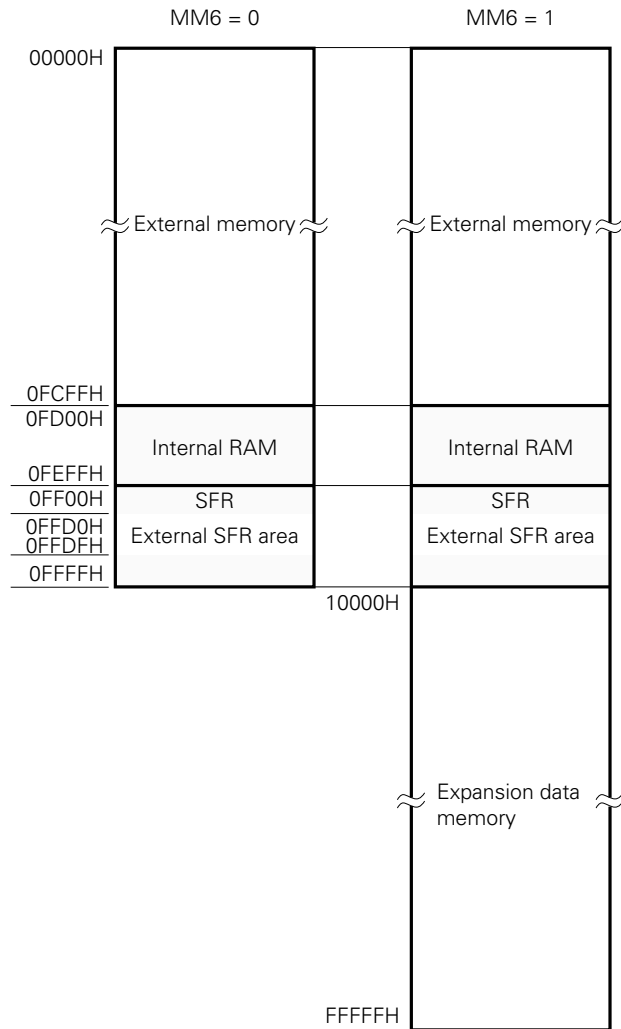 MM6 = 0 MM6 = 1
00000H
External memory External memory
0FCFFH
0FD00H
Internal RAM Internal RAM
0FEFFH
0FF00H SFR SFR
0FFD0H
External SFR area External SFR area
0FFDFH
0FFFFH
10000H
Expansion data
memory
FFFFFH